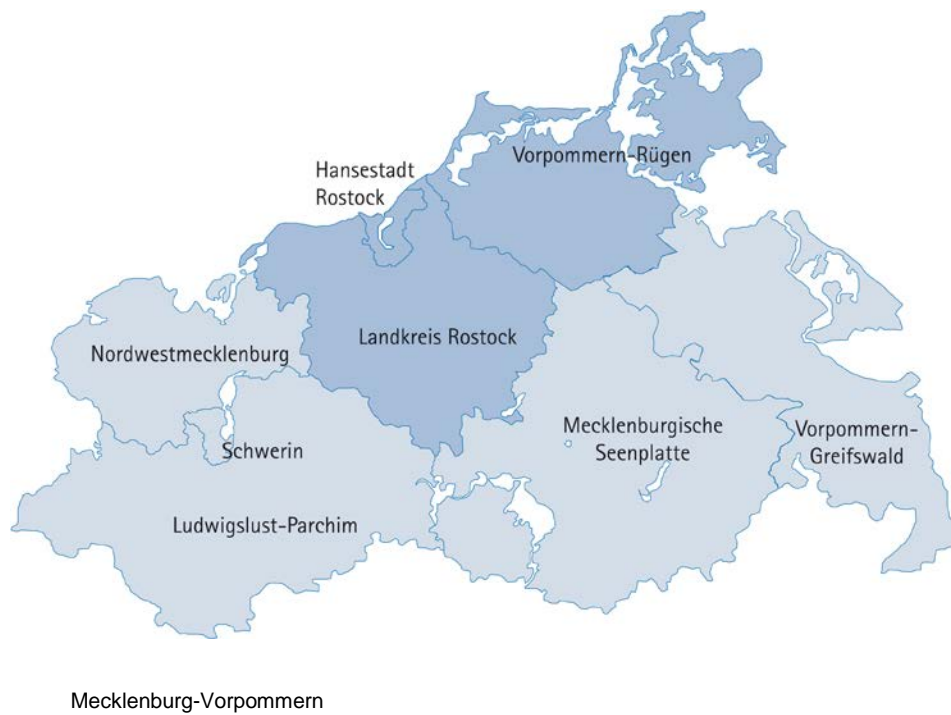 Vorpommern-Rügen
Hansestadt
Rostock
Landkreis Rostock
Nordwestmecklenburg
Mecklenburgische
Seenplatte
Vorpommern-
Greifswald
Schwerin
Ludwigslust-Parchim
Mecklenburg-Vorpommern